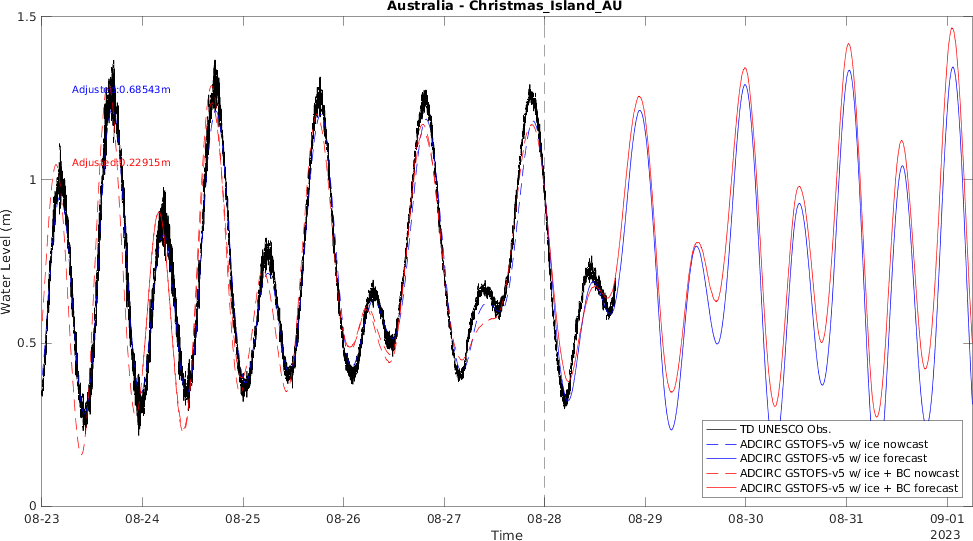 Australia - Christmas_Island_AU
1.5
Adjusted:0.68543m
Adjusted:0.22915m
1
Water Level (m)
0.5
TD UNESCO Obs.
ADCIRC GSTOFS-v5 w/ ice nowcast
ADCIRC GSTOFS-v5 w/ ice forecast
ADCIRC GSTOFS-v5 w/ ice + BC nowcast
ADCIRC GSTOFS-v5 w/ ice + BC forecast
0
08-23 08-24 08-25 08-26 08-27 08-28 08-29 08-30 08-31 09-01
Time 2023